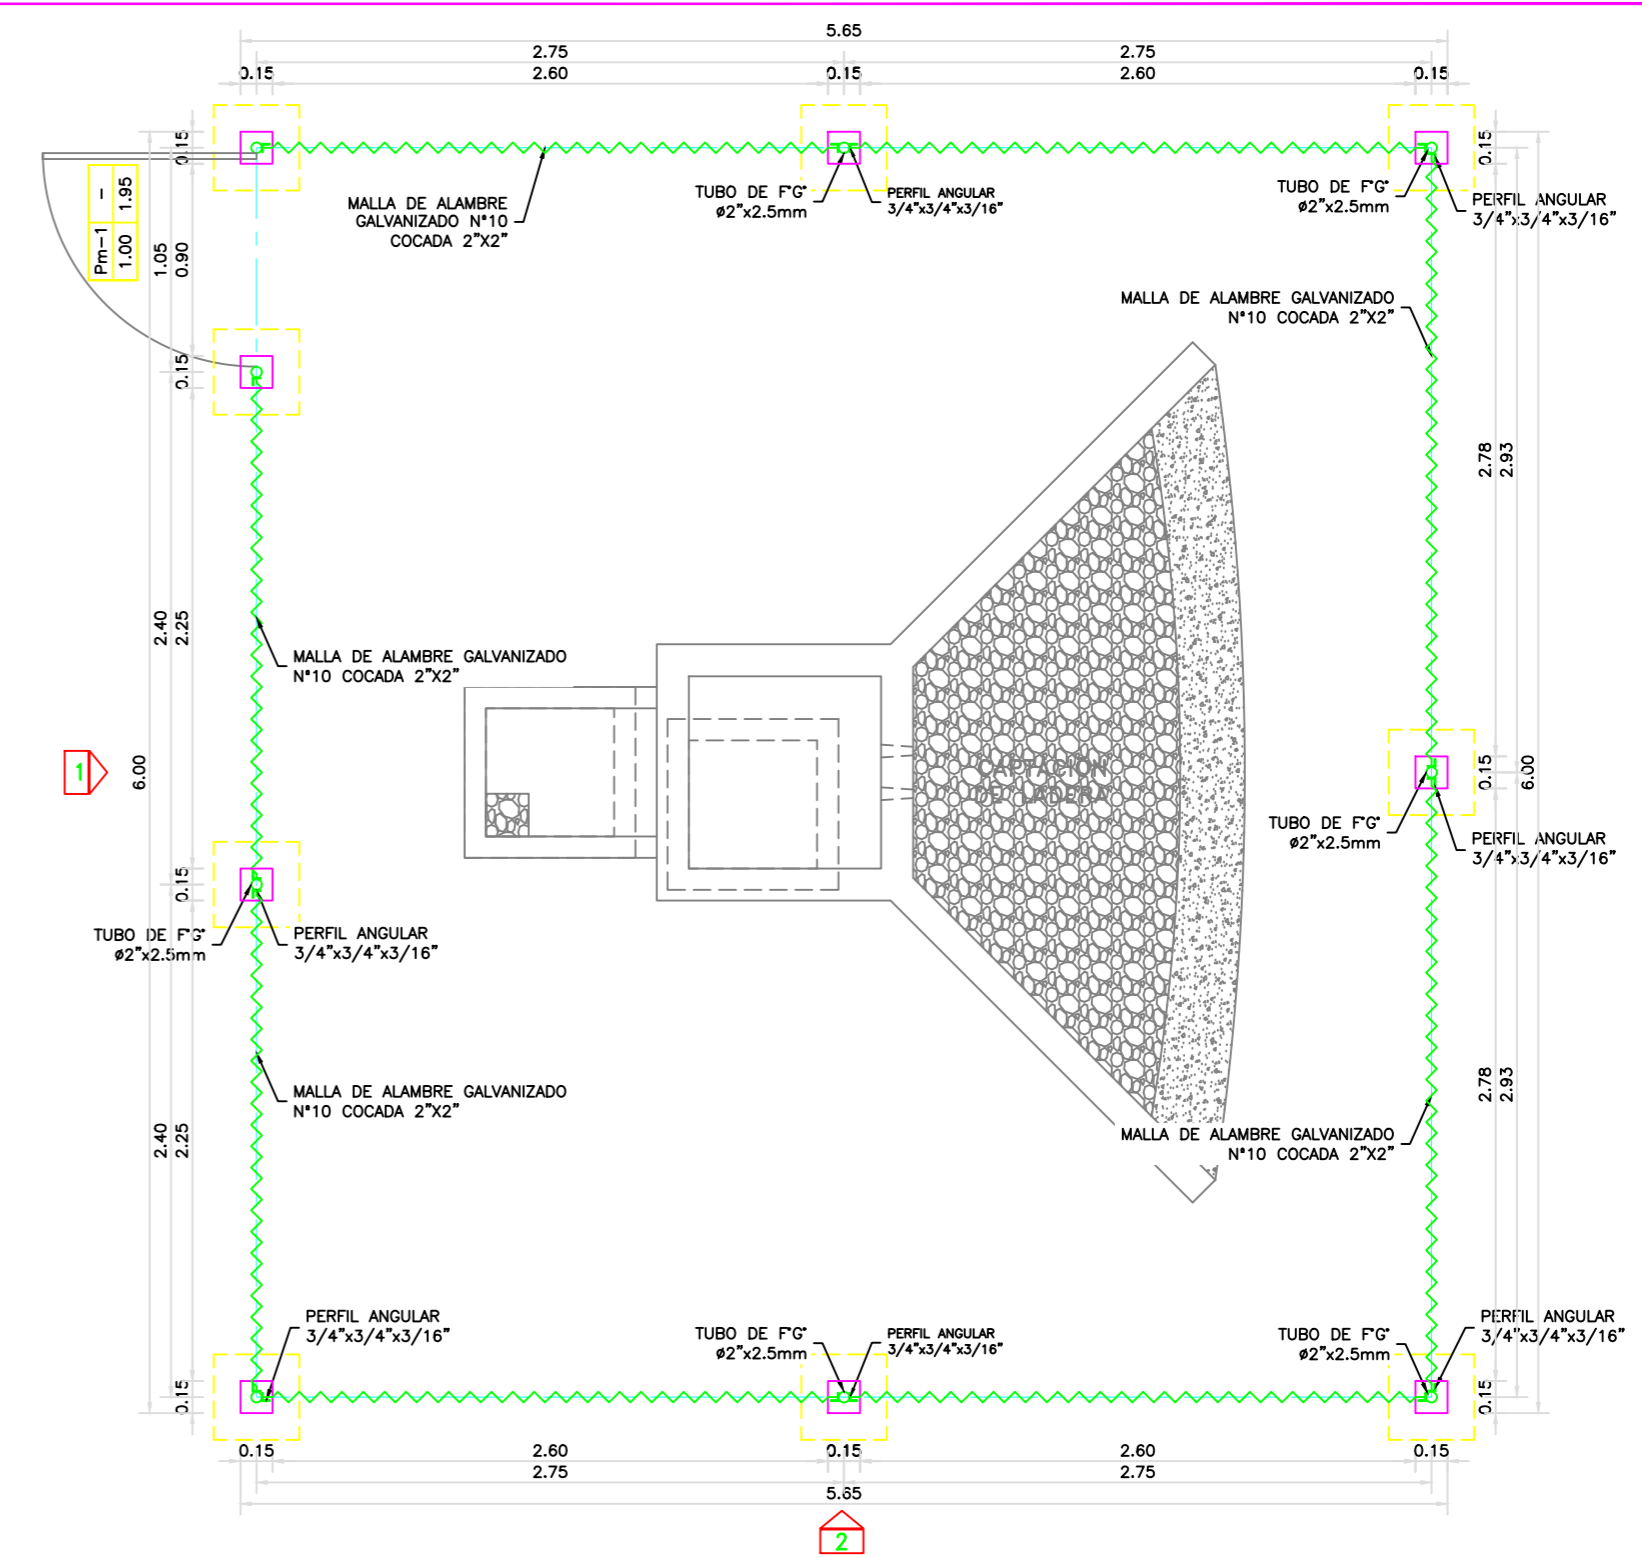 5.65
2.75 2.75
0.15 2.60 0.15 2.60 0.15
0.15 0.15
Pm-1 -
1.00 1.95
1.05
0.90
MALLA DE ALAMBRE
GALVANIZADO N°10
COCADA 2"X2"
TUBO DE F°G°
ø2"x2.5mm
PERFIL ANGULAR
3/4"x3/4"x3/16"
TUBO DE F°G°
ø2"x2.5mm
PERFIL ANGULAR
3/4"x3/4"x3/16"
MALLA DE ALAMBRE GALVANIZADO
N°10 COCADA 2"X2"
0.15
2.78
2.93
2.40
2.25
MALLA DE ALAMBRE GALVANIZADO
N°10 COCADA 2"X2"
1
6.00
CAPTACION
DE LADERA
0.15
6.00
TUBO DE F°G°
ø2"x2.5mm
PERFIL ANGULAR
3/4"x3/4"x3/16"
0.15
TUBO DE F°G°
ø2"x2.5mm
PERFIL ANGULAR
3/4"x3/4"x3/16"
MALLA DE ALAMBRE GALVANIZADO
N°10 COCADA 2"X2"
2.40
2.25
2.78
2.93
MALLA DE ALAMBRE GALVANIZADO
N°10 COCADA 2"X2"
PERFIL ANGULAR
3/4"x3/4"x3/16"
TUBO DE F°G°
ø2"x2.5mm
PERFIL ANGULAR
3/4"x3/4"x3/16"
TUBO DE F°G°
ø2"x2.5mm
PERFIL ANGULAR
3/4"x3/4"x3/16"
0.15 0.15
0.15 2.60 0.15 2.60 0.15
2.75 2.75
5.65
2